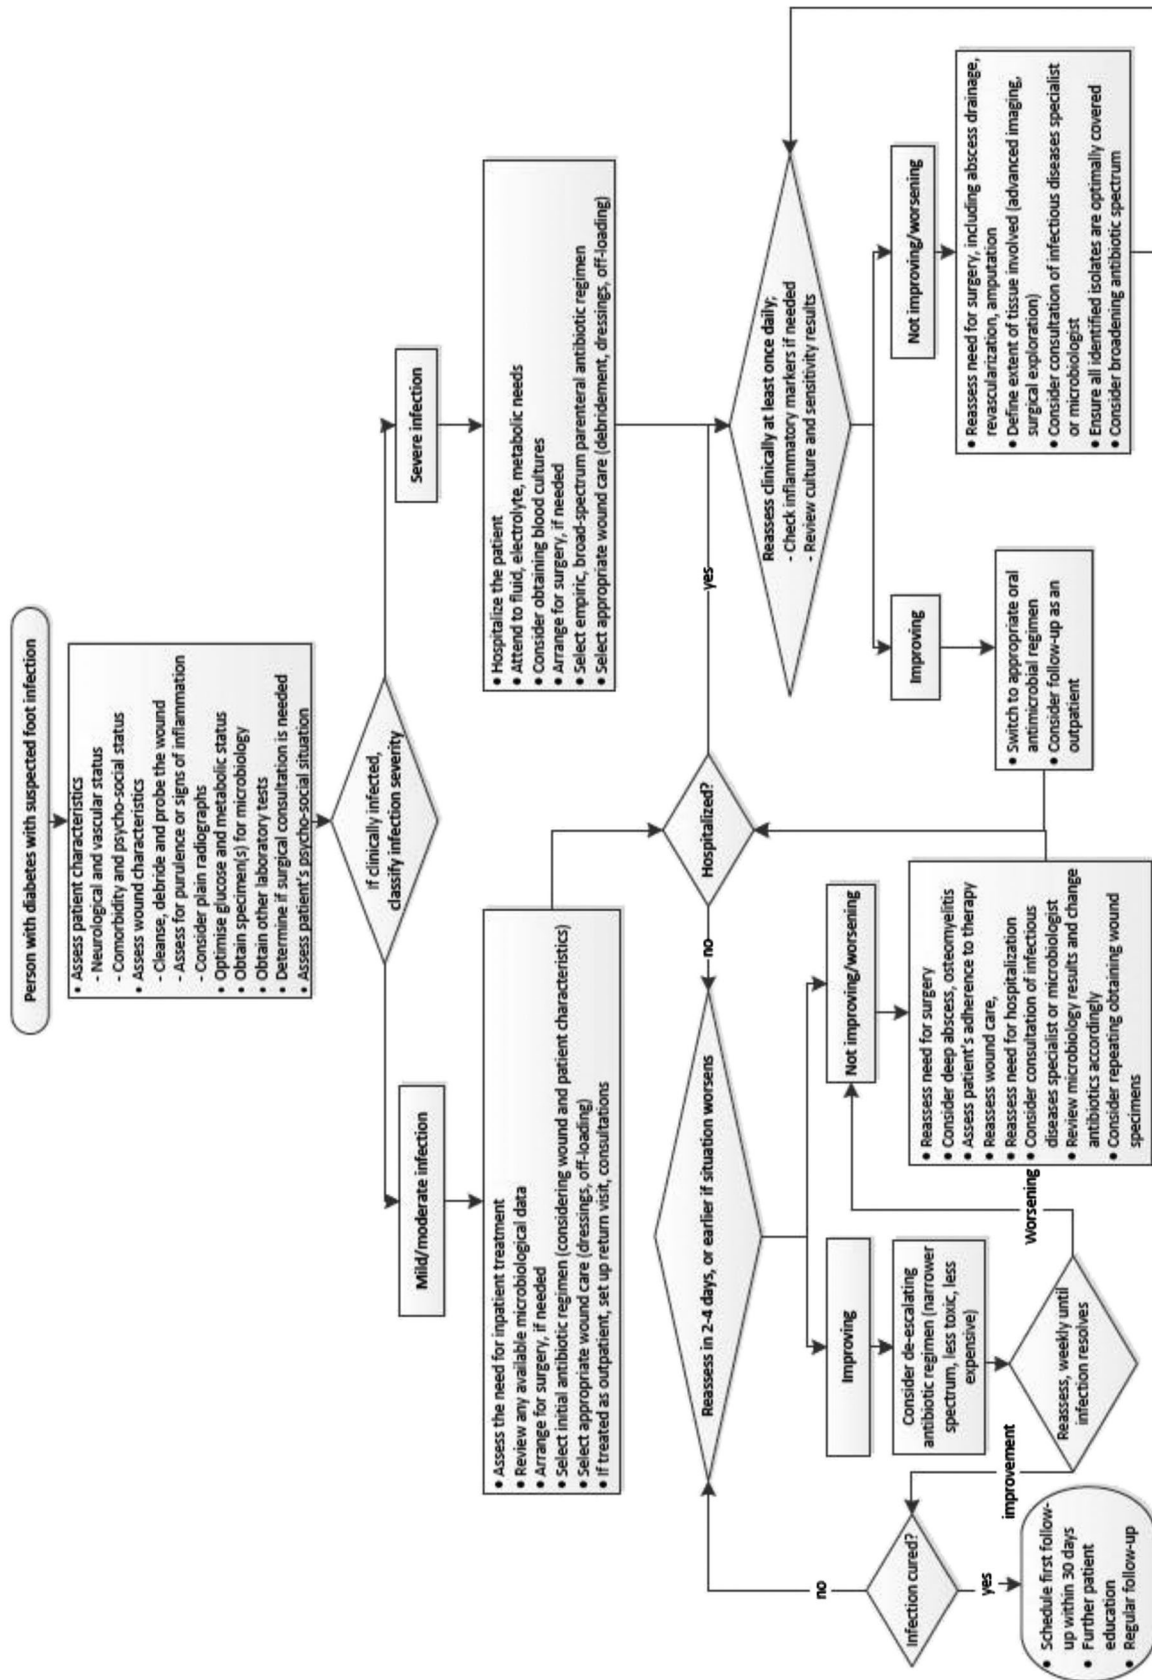 Person with diabetes with suspected foot infection
• Assess patient characteristics
- Neurological and vascular status
- Comorbidity and psycho-social status
• Assess wound characteristics
- Cleanse, debride and probe the wound
- Assess for purulence or signs of inflammation
- Consider plain radiographs
• Optimise glucose and metabolic status
• Obtain specimen(s) for microbiology
• Obtain other laboratory tests
• Determine if surgical consultation is needed
• Assess patient's psycho-social situation
If clinically infected,
classify infection severity
Mild/moderate infection
Severe infection
• Assess the need for inpatient treatment
• Review any available microbiological data
• Arrange for surgery, if needed
• Select initial antibiotic regimen (considering wound and patient characteristics)
• Select appropriate wound care (dressings, off-loading)
• If treated as outpatient, set up return visit, consultations
• Hospitalize the patient
• Attend to fluid, electrolyte, metabolic needs
• Consider obtaining blood cultures
• Arrange for surgery, if needed
• Select empiric, broad-spectrum parenteral antibiotic regimen
• Select appropriate wound care (debridement, dressings, off-loading)
Hospitalized?
no
yes
Reassess in 2-4 days, or earlier if situation worsens
Reassess clinically at least once daily;
- Check inflammatory markers if needed
- Review culture and sensitivity results
Improving
Not improving/worsening
Improving
Not improving/worsening
Consider de-escalating
antibiotic regimen (narrower
spectrum, less toxic, less
expensive)
• Reassess need for surgery
• Consider deep abscess, osteomyelitis
• Assess patient's adherence to therapy
• Reassess wound care,
• Reassess need for hospitalization
• Consider consultation of infectious
diseases specialist or microbiologist
• Review microbiology results and change
antibiotics accordingly
• Consider repeating obtaining wound
specimens
• Switch to appropriate oral
antimicrobial regimen
• Consider follow-up as an
outpatient
• Reassess need for surgery, including abscess drainage,
revascularization, amputation
• Define extent of tissue involved (advanced imaging,
surgical exploration)
• Consider consultation of infectious diseases specialist
or microbiologist
• Ensure all identified isolates are optimally covered
• Consider broadening antibiotic spectrum
Reassess, weekly until
infection resolves
Worsening
improvement
Infection cured?
no
yes
• Schedule first follow-
up within 30 days
• Further patient
education
• Regular follow-up